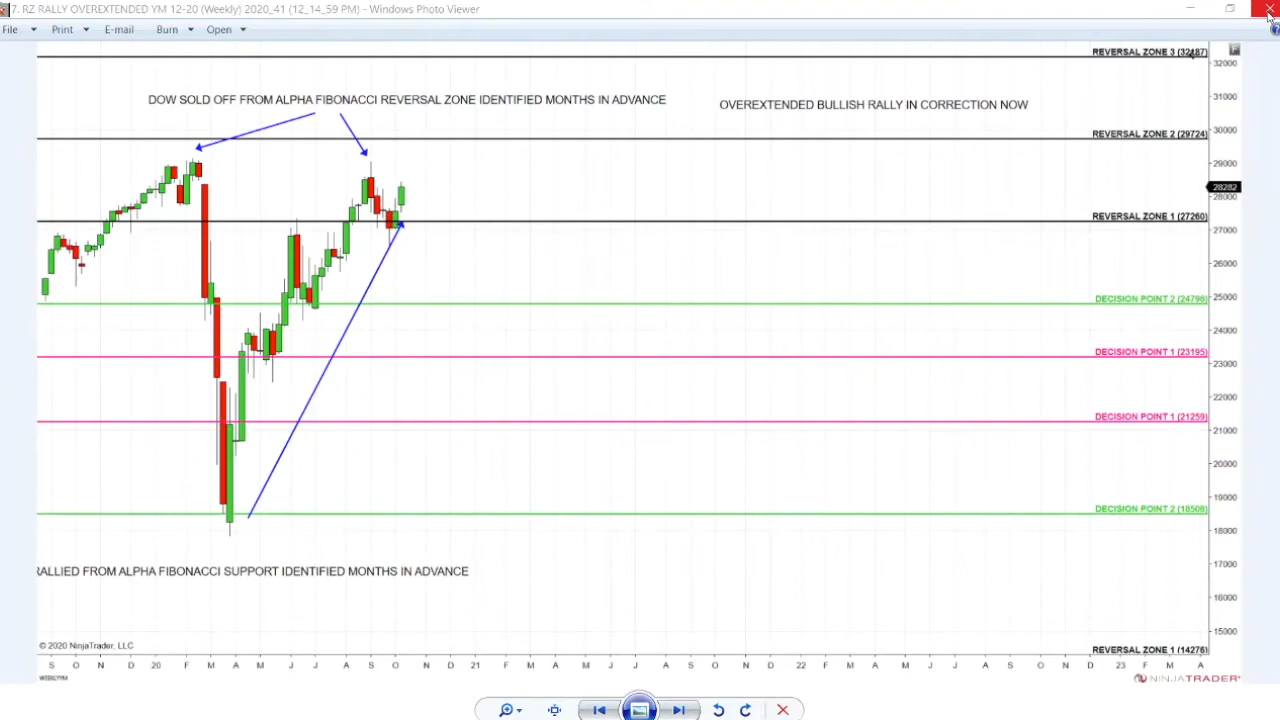 7. RZ RALLY OVEREXTENDED YM 12-20 (Weekly) 2020_41 (12_14_59 PM) - Windows Photo Viewer
File Print E-mail Burn Open
REVERSAL ZONE 3 (32187)
32000
DOW SOLD OFF FROM ALPHA FIBONACCI REVERSAL ZONE IDENTIFIED MONTHS IN ADVANCE
OVEREXTENDED BULLISH RALLY IN CORRECTION NOW
31000
30000
REVERSAL ZONE 2 (29724)
29000
28282
28000
REVERSAL ZONE 1 (27260)
27000
26000
DECISION POINT 2 (24796)
25000
24000
DECISION POINT 1 (23195)
23000
22000
DECISION POINT 1 (21259)
21000
20000
19000
DECISION POINT 2 (18508)
18000
RALLIED FROM ALPHA FIBONACCI SUPPORT IDENTIFIED MONTHS IN ADVANCE
17000
16000
15000
© 2020 NinjaTrader, LLC
REVERSAL ZONE 1 (14276)
S O N D 20 F M A M J J A S O N D 21 F M A M J J A S O N D 22 F M A M J J A S O N D 23 F M A
WEEKLYYM
NINJATRADER